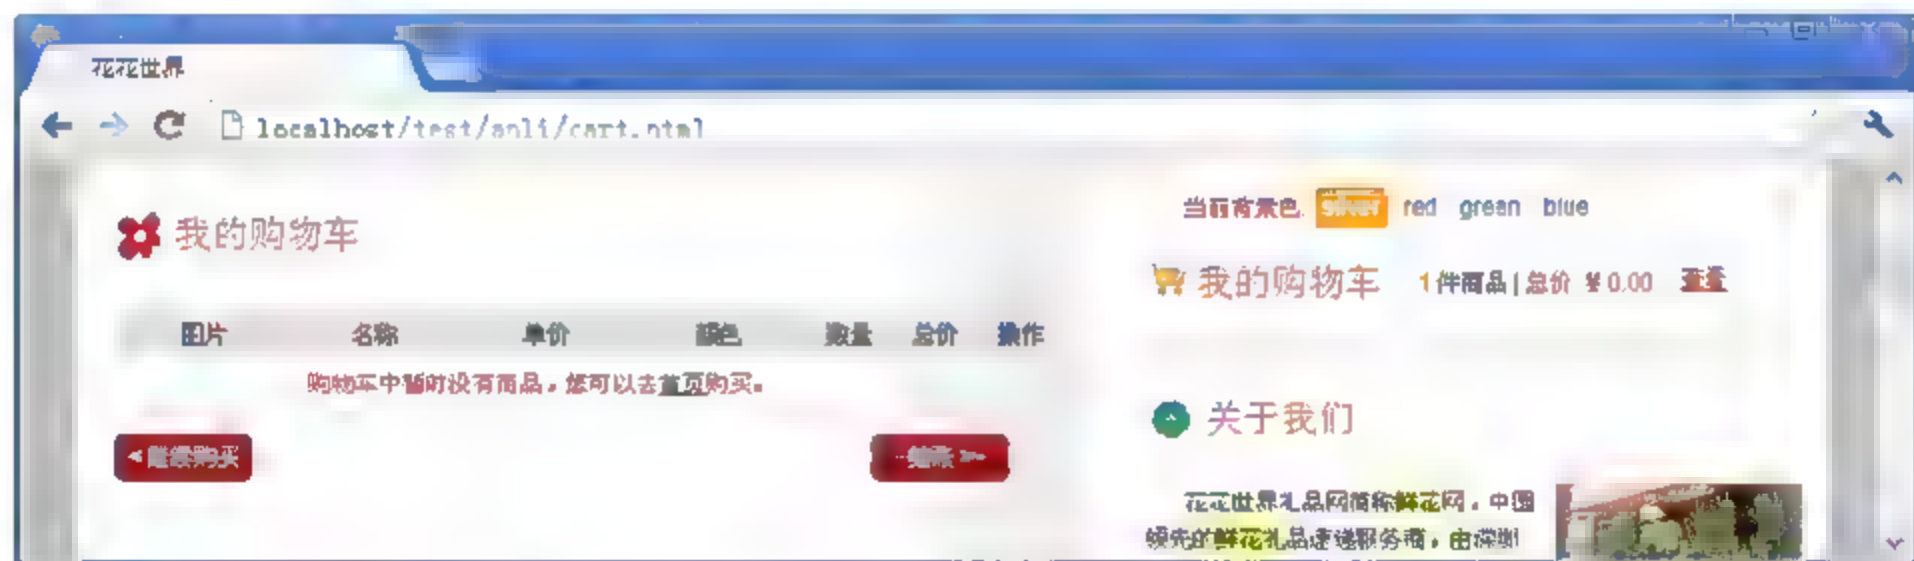 花花世界
localhost/test/anli/cart.html
我的购物车
图片 名称 单价 颜色 数量 总价 操作
购物车中暂时没有商品，您可以去首页购买。
<继续购买
当前背景色 silver red green blue
我的购物车 1件商品 | 总价 ¥0.00 查看
关于我们
花花世界礼品网简称鲜花网，中国
领先的鲜花礼品速递服务商，由深圳